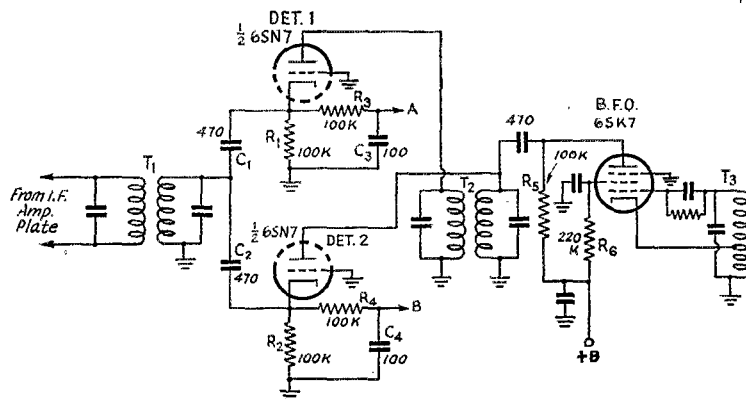 DET. 1
½ 6SN7
R3
100K
A
470
C1
R1
100K
C3
100
T1
From I.F.
Amp.
Plate
C2
470
½ 6SN7
DET. 2
R4
100K
B
R2
100K
C4
100
T2
470
100K
R5
B.F.O.
6SK7
220
K
R6
T3
+B